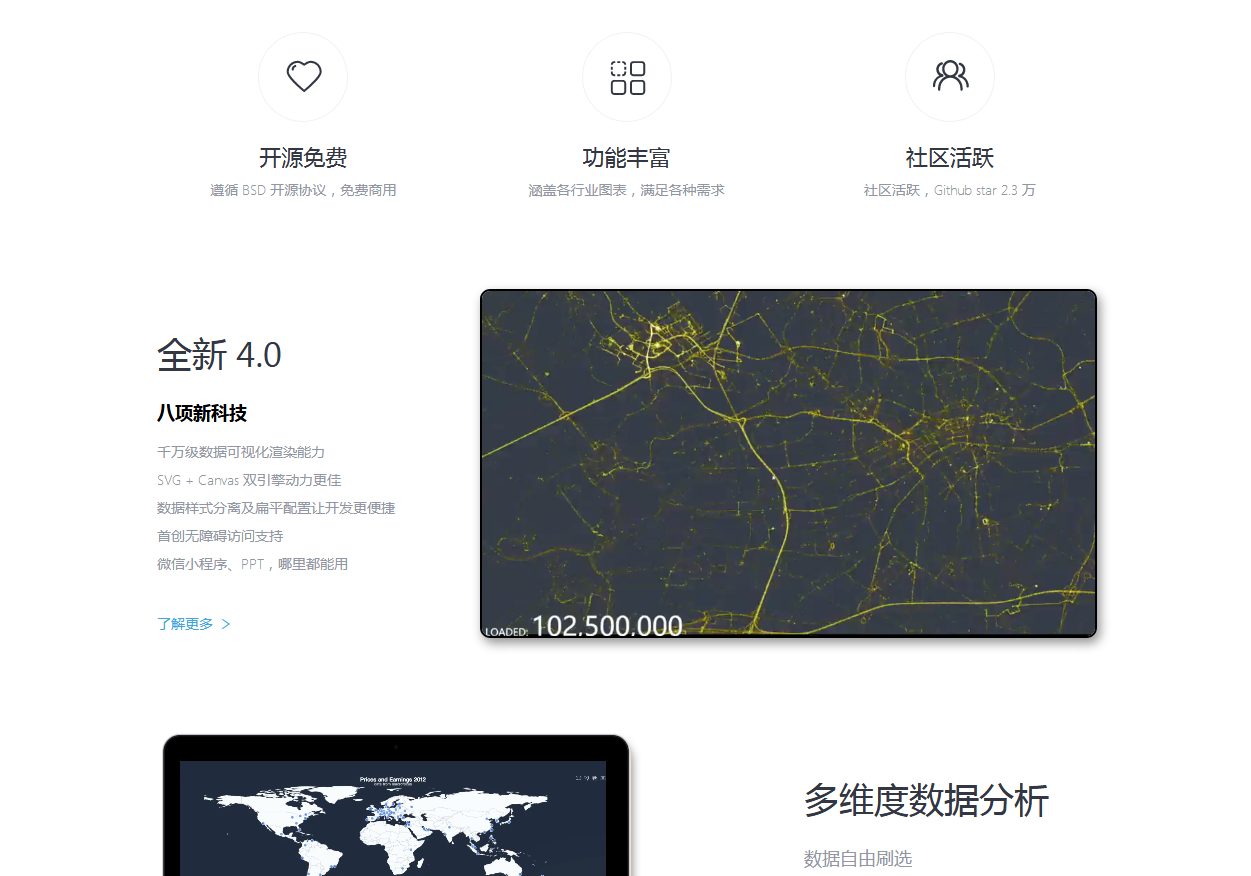 开源免费
功能丰富
社区活跃
遵循 BSD 开源协议，免费商用
涵盖各行业图表，满足各种需求
社区活跃，Github star 2.3 万
全新 4.0
八项新科技
千万级数据可视化渲染能力
SVG + Canvas 双引擎动力更佳
数据样式分离及扁平配置让开发更便捷
首创无障碍访问支持
微信小程序、PPT，哪里都能用
了解更多 >
LOADED: 102,500,000
Prices and Earnings 2012
多维度数据分析
数据自由刷选